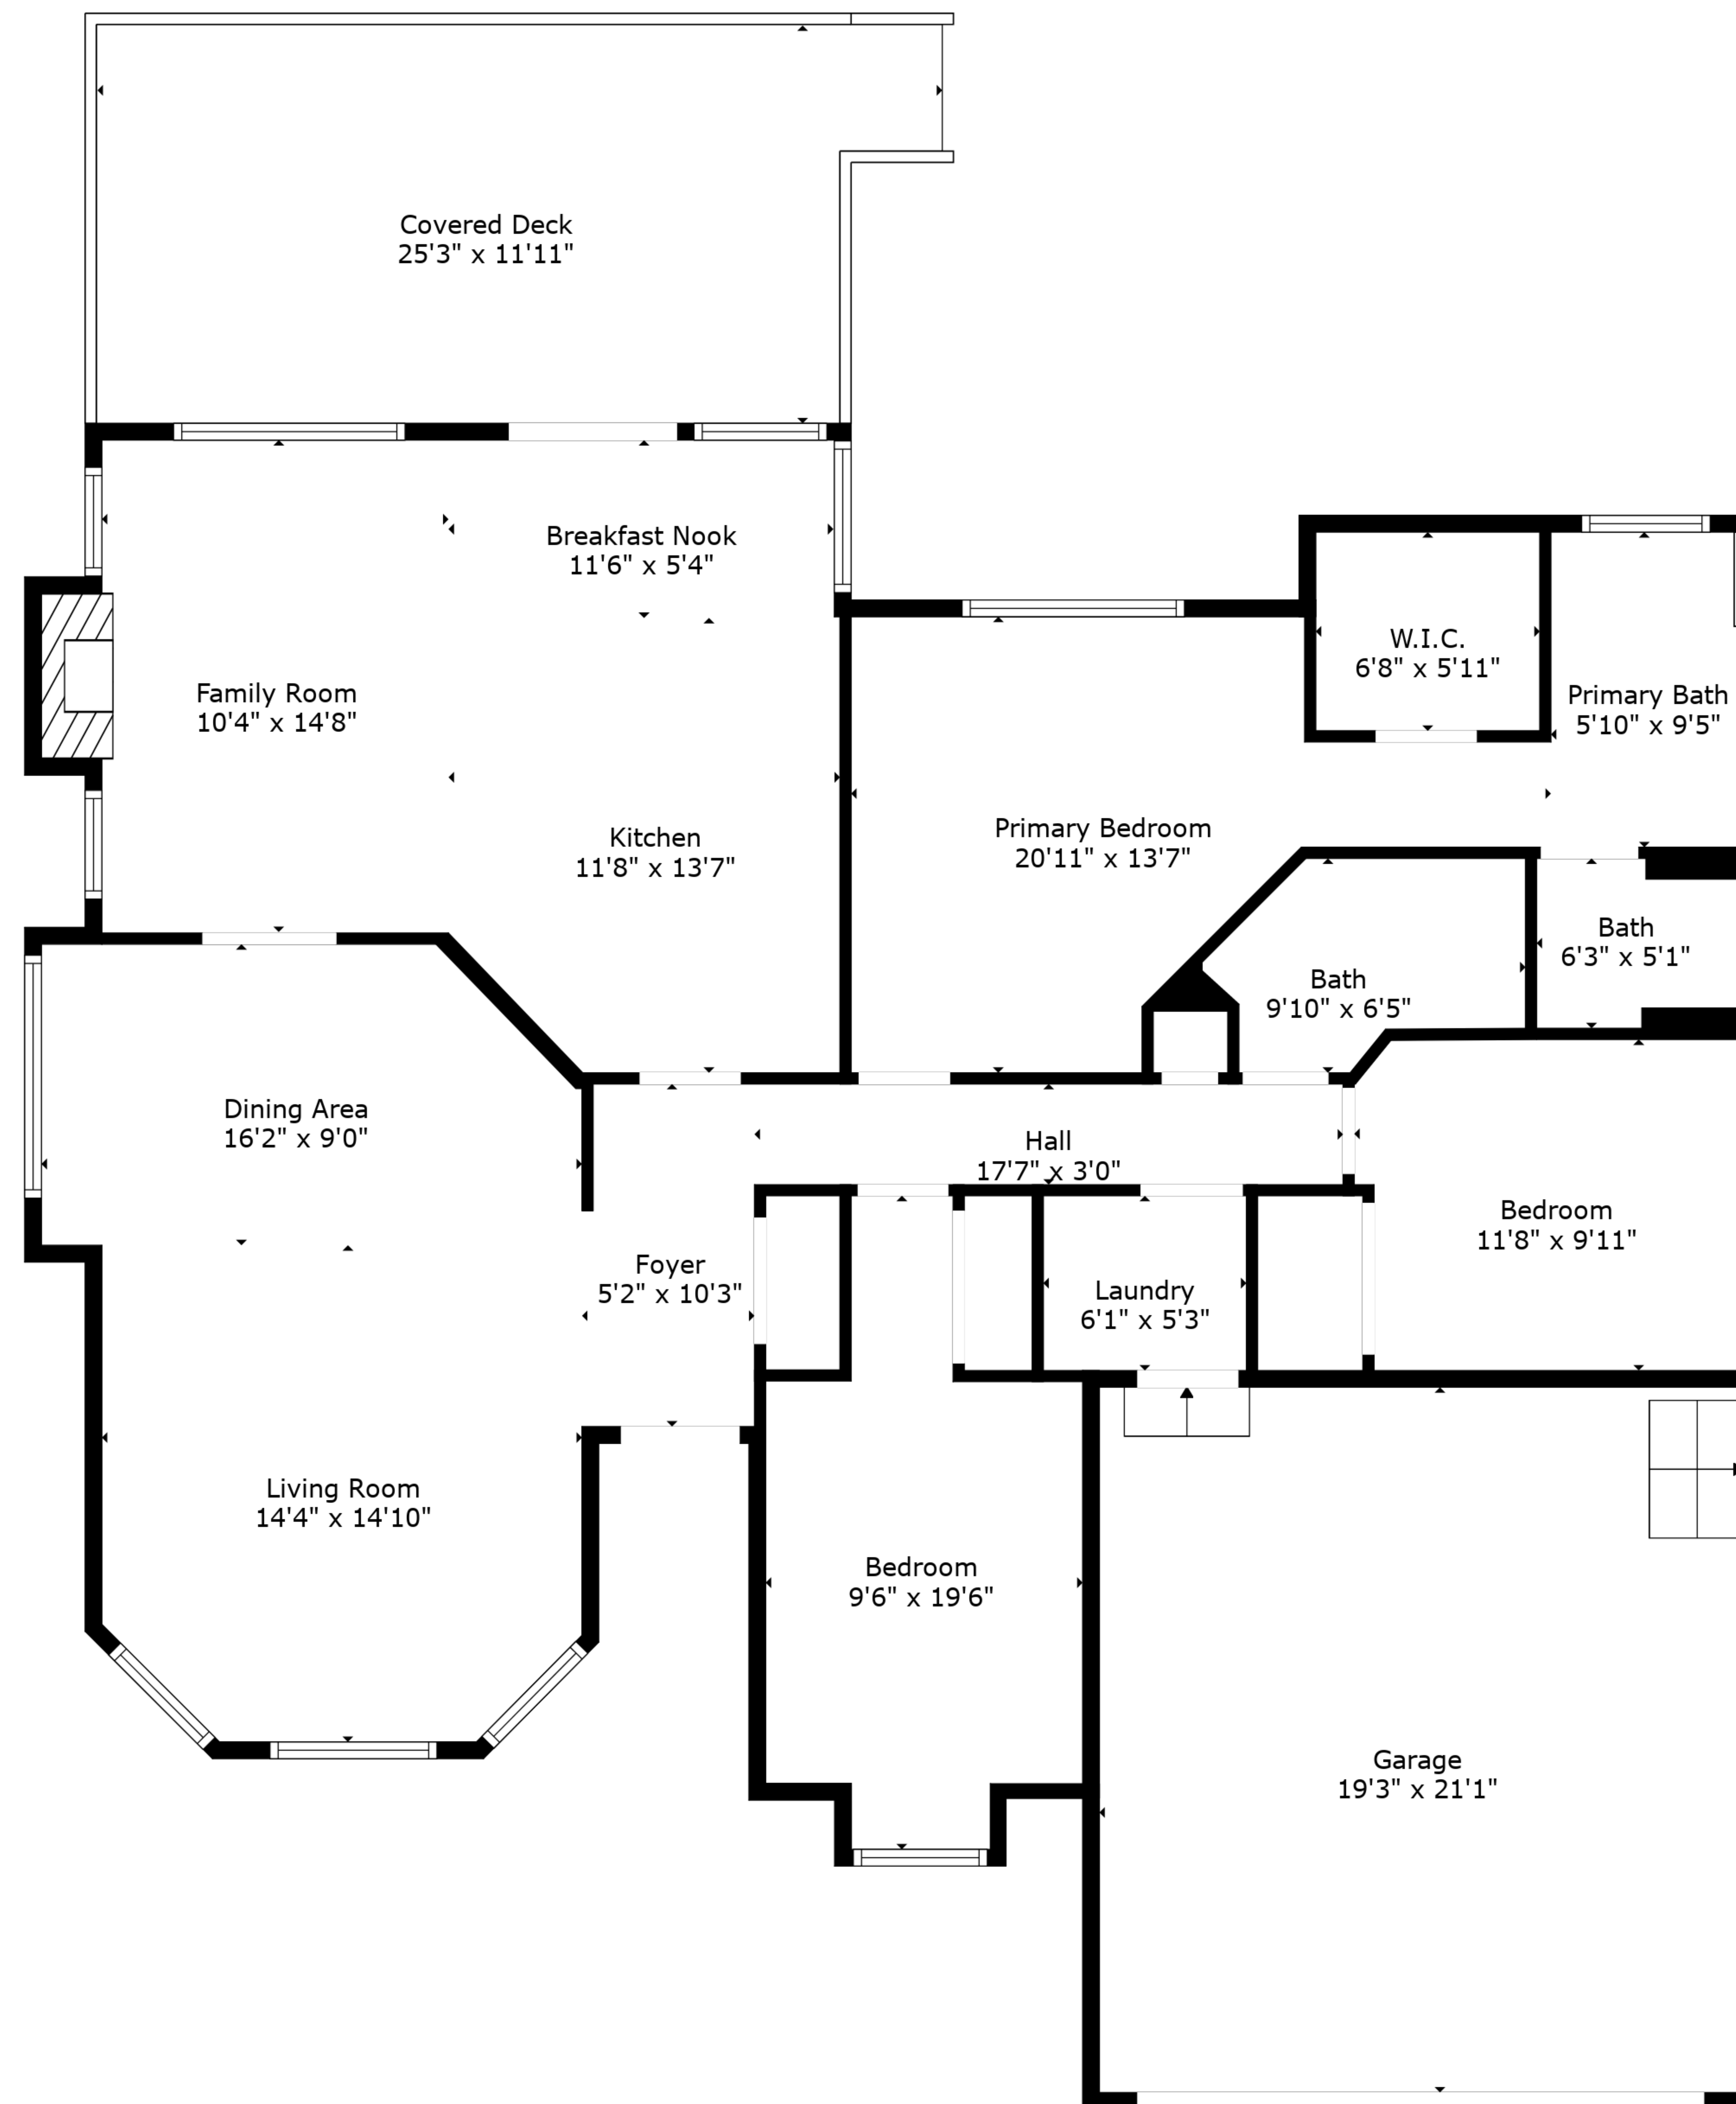 Covered Deck
25'3" x 11'11"
Breakfast Nook
11'6" x 5'4"
Family Room
10'4" x 14'8"
W.I.C.
6'8" x 5'11"
Primary Bath
5'10" x 9'5"
Kitchen
11'8" x 13'7"
Primary Bedroom
20'11" x 13'7"
Bath
6'3" x 5'1"
Bath
9'10" x 6'5"
Dining Area
16'2" x 9'0"
Hall
17'7" x 3'0"
Bedroom
11'8" x 9'11"
Foyer
5'2" x 10'3"
Laundry
6'1" x 5'3"
Living Room
14'4" x 14'10"
Bedroom
9'6" x 19'6"
Garage
19'3" x 21'1"